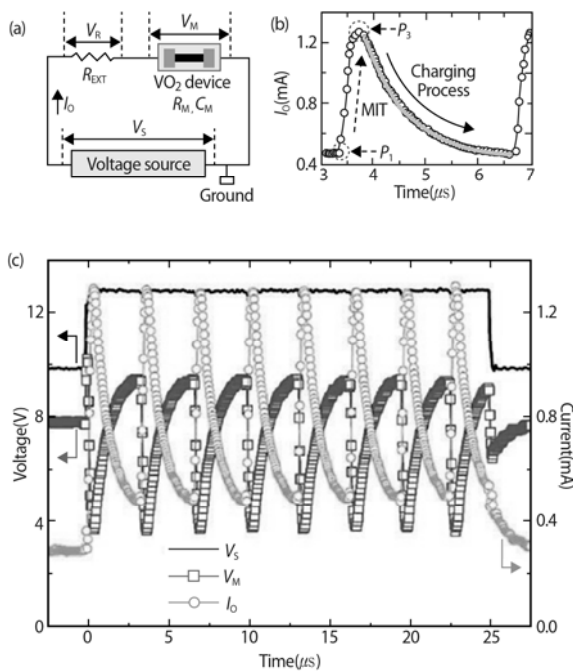 (a)
V_R
V_M
R_EXT
VO₂ device
R_M, C_M
I_O
V_S
Voltage source
Ground
(b)
I_O(mA)
1.2
0.8
0.4
P_3
Charging
Process
MIT
P_1
3 4 5 6 7
Time(μs)
(c)
Voltage(V)
12
8
4
0
Current(mA)
1.2
0.8
0.4
0.0
V_S
V_M
I_O
0 5 10 15 20 25
Time(μs)